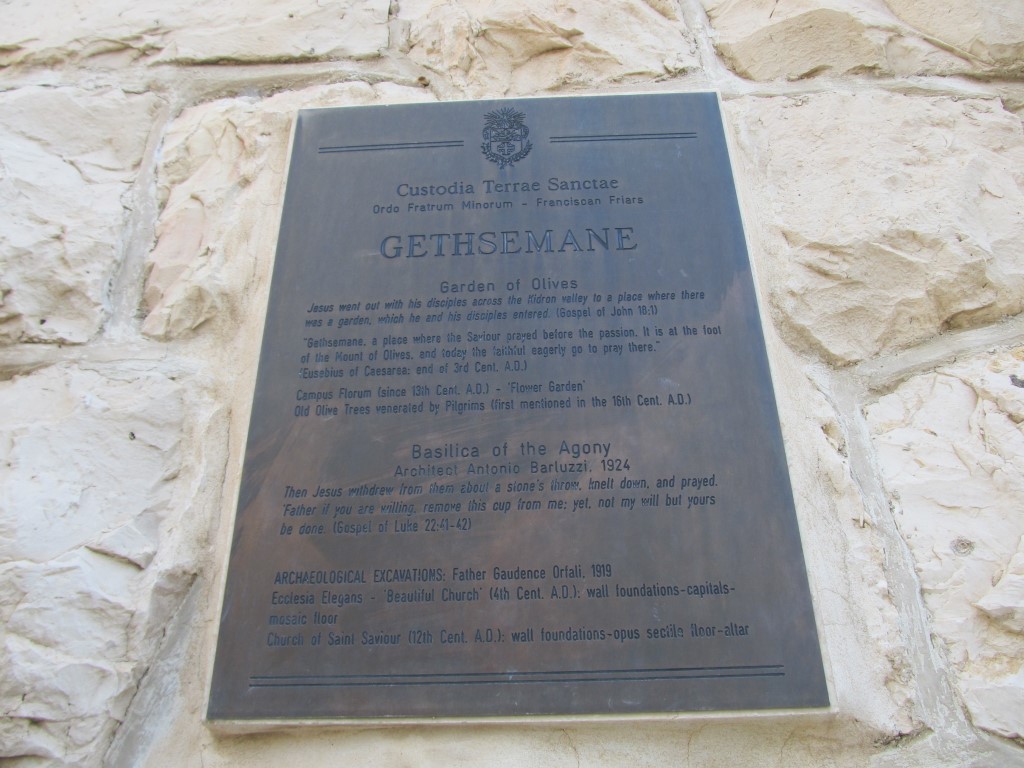 Custodia Terrae Sanctae
Ordo Fratrum Minorum - Franciscan Friars
GETHSEMANE
Garden of Olives
Jesus went out with his disciples across the Kidron valley to a place where there
was a garden, which he and his disciples entered. (Gospel of John 18:1)
"Gethsemane, a place where the Saviour prayed before the passion. It is at the foot
of the Mount of Olives, and today the faithful eagerly go to pray there."
(Eusebius of Caesarea: end of 3rd Cent. A.D.)
Campus Florum (since 13th Cent. A.D.) - 'Flower Garden'
Old Olive Trees venerated by Pilgrims (first mentioned in the 16th Cent. A.D.)
Basilica of the Agony
Architect Antonio Barluzzi, 1924
Then Jesus withdrew from them about a stone's throw, knelt down, and prayed.
'Father if you are willing, remove this cup from me; yet, not my will but yours
be done. (Gospel of Luke 22:41-42)
ARCHAEOLOGICAL EXCAVATIONS: Father Gaudence Orfali, 1919
Ecclesia Elegans - 'Beautiful Church' (4th Cent. A.D.); wall foundations-capitals-
mosaic floor
Church of Saint Saviour (12th Cent. A.D.); wall foundations-opus sectile floor-altar